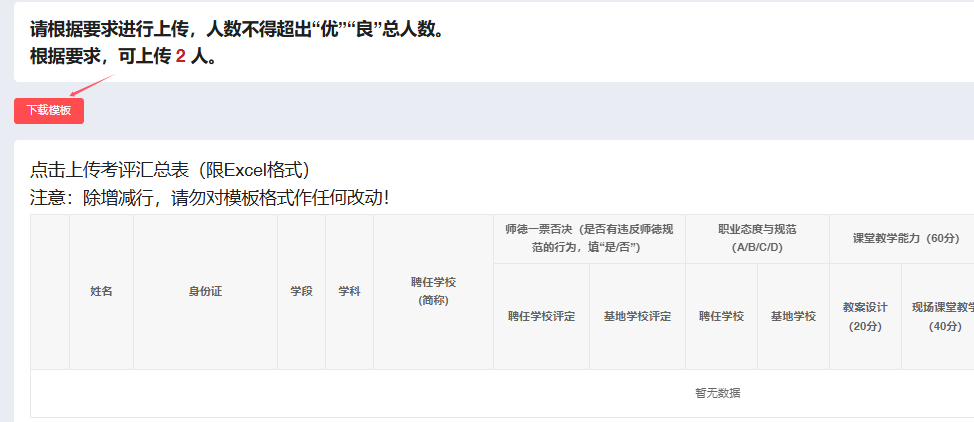 请根据要求进行上传，人数不得超出“优”“良”总人数。
根据要求，可上传 2 人。
下载模板
点击上传考评汇总表（限Excel格式）
注意：除增减行，请勿对模板格式作任何改动！
姓名
身份证
学段
学科
聘任学校
(简称)
师徳一票否决（是否有违反师徳规
范的行为，填“是/否”）
聘任学校评定
基地学校评定
职业态度与规范
(A/B/C/D)
聘任学校
基地学校
课堂教学能力（60分）
教案设计
（20分）
现场课堂教学
（40分）
暂无数据